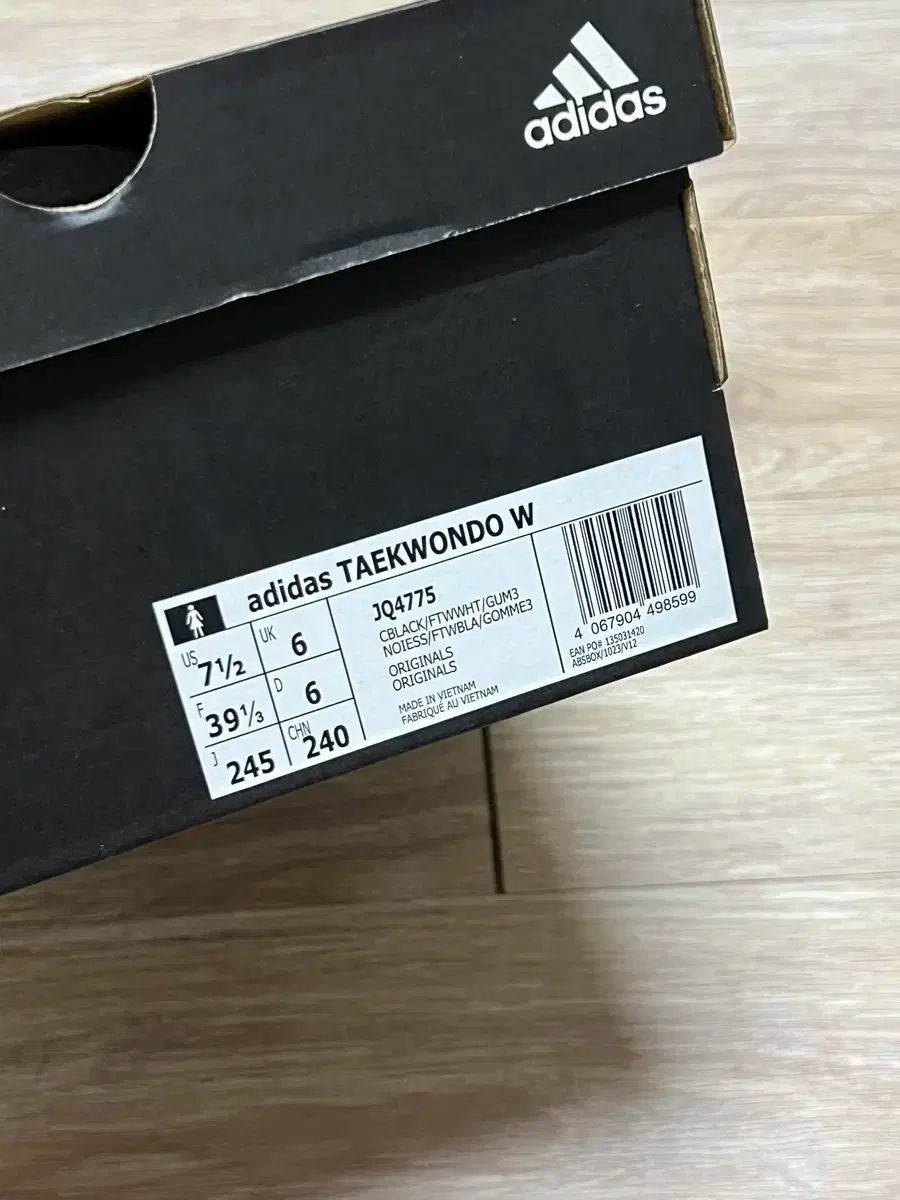 adidas
adidas TAEKWONDO W
US 7½ UK 6
F 39⅓ D 6
J 245 CHN 240
JQ4775
CBLACK/FTWWHT/GUM3
NOIESS/FTWBLA/GOMME3
ORIGINALS
ORIGINALS
MADE IN VIETNAM
FABRIQUÉ AU VIETNAM
4 067904 498599
EAN PO# 135031420
ABSBOX/1023/V12